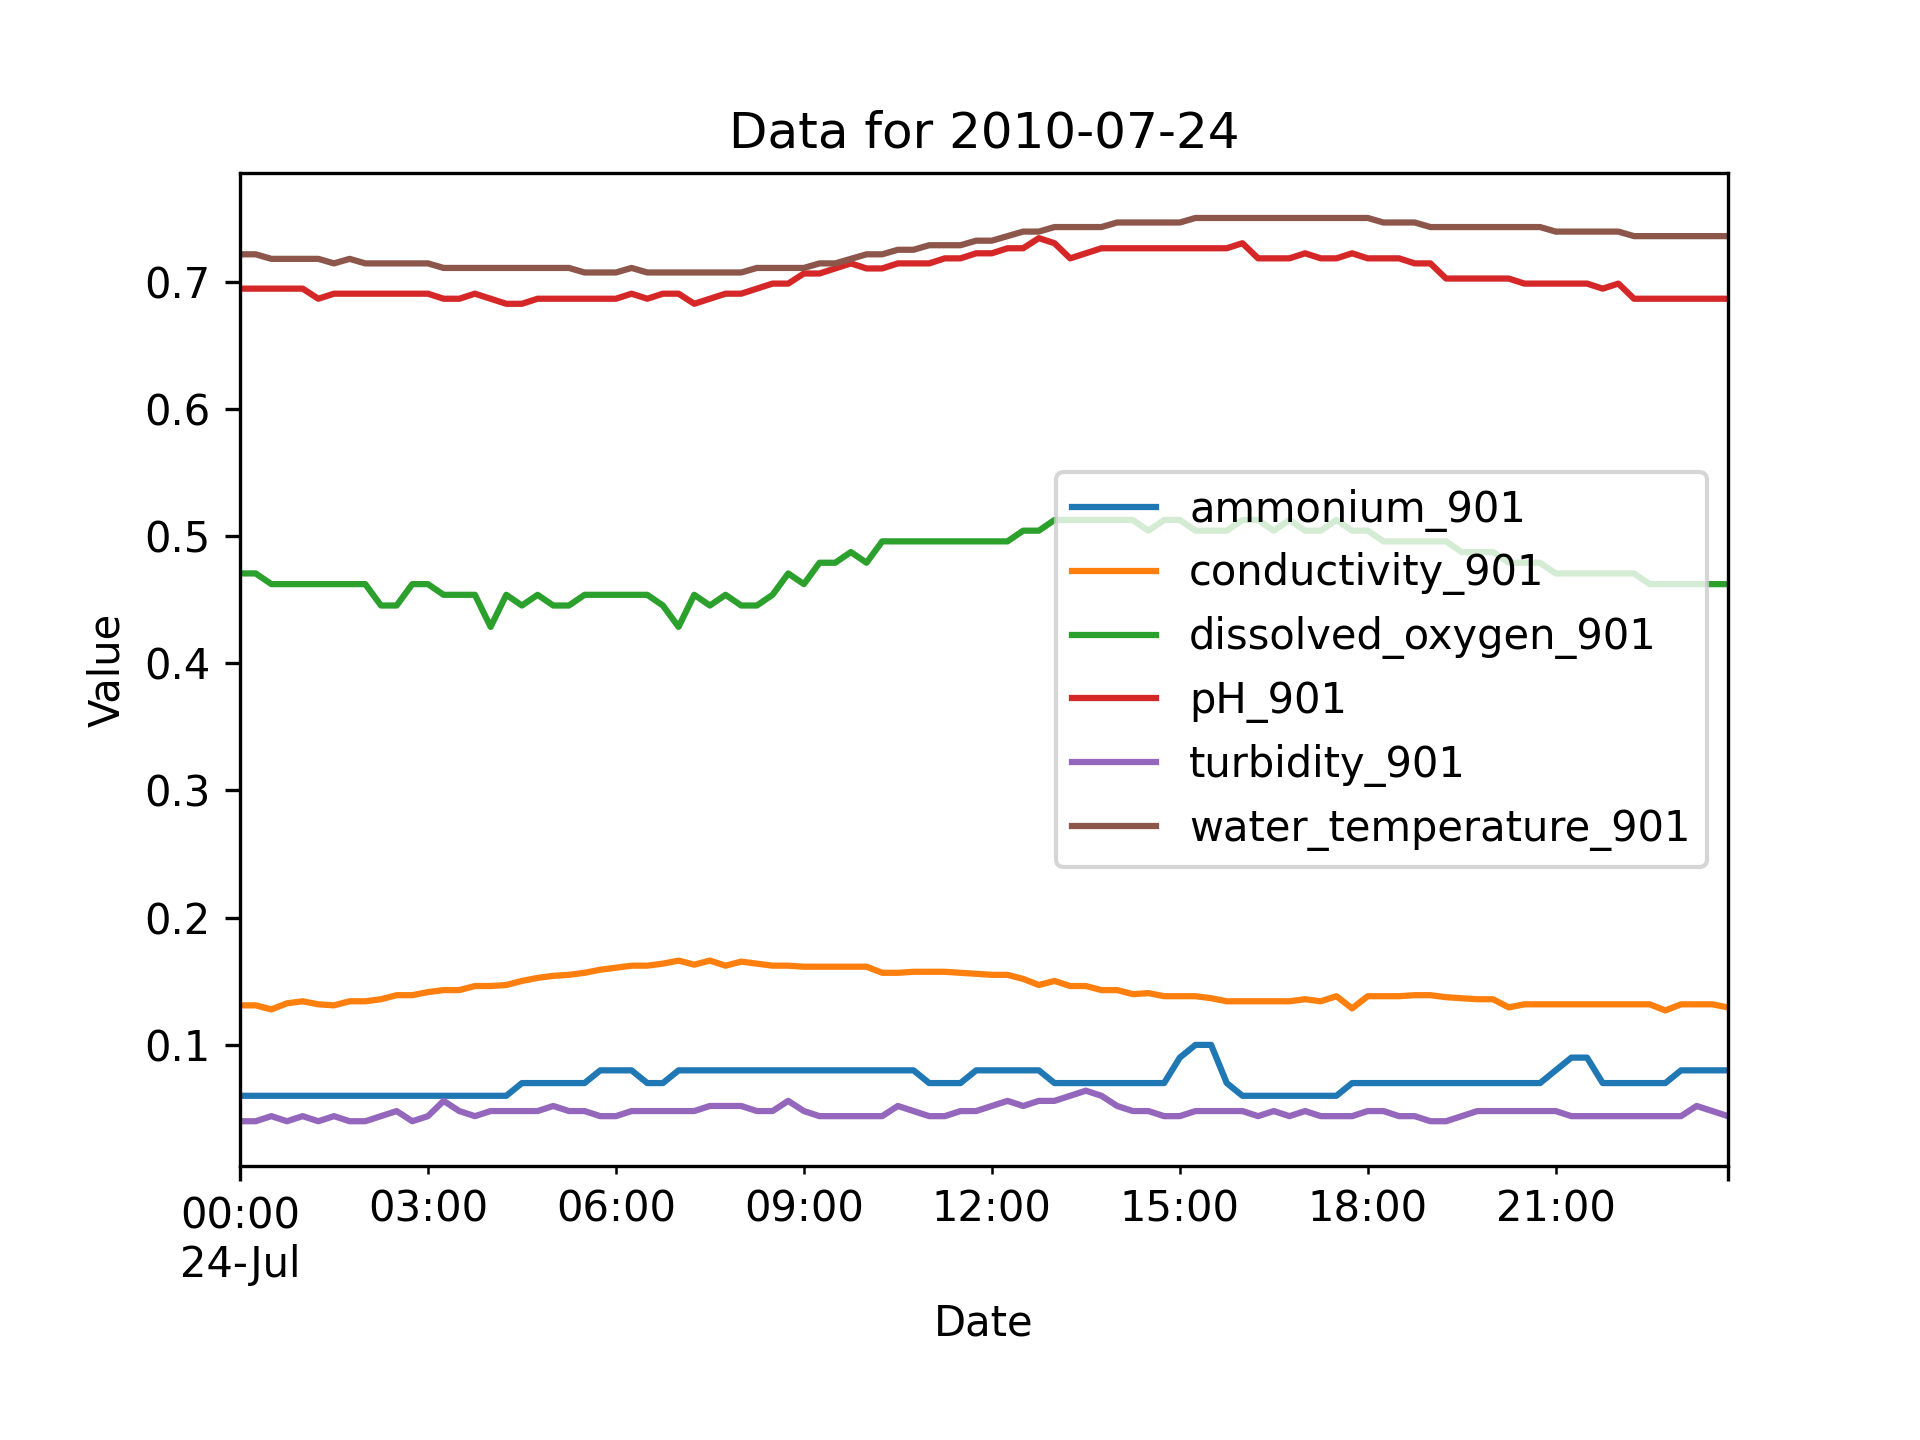 Data for 2010-07-24
Value
0.7
0.6
0.5
0.4
0.3
0.2
0.1
ammonium_901
conductivity_901
dissolved_oxygen_901
pH_901
turbidity_901
water_temperature_901
00:00 03:00 06:00 09:00 12:00 15:00 18:00 21:00
24-Jul
Date